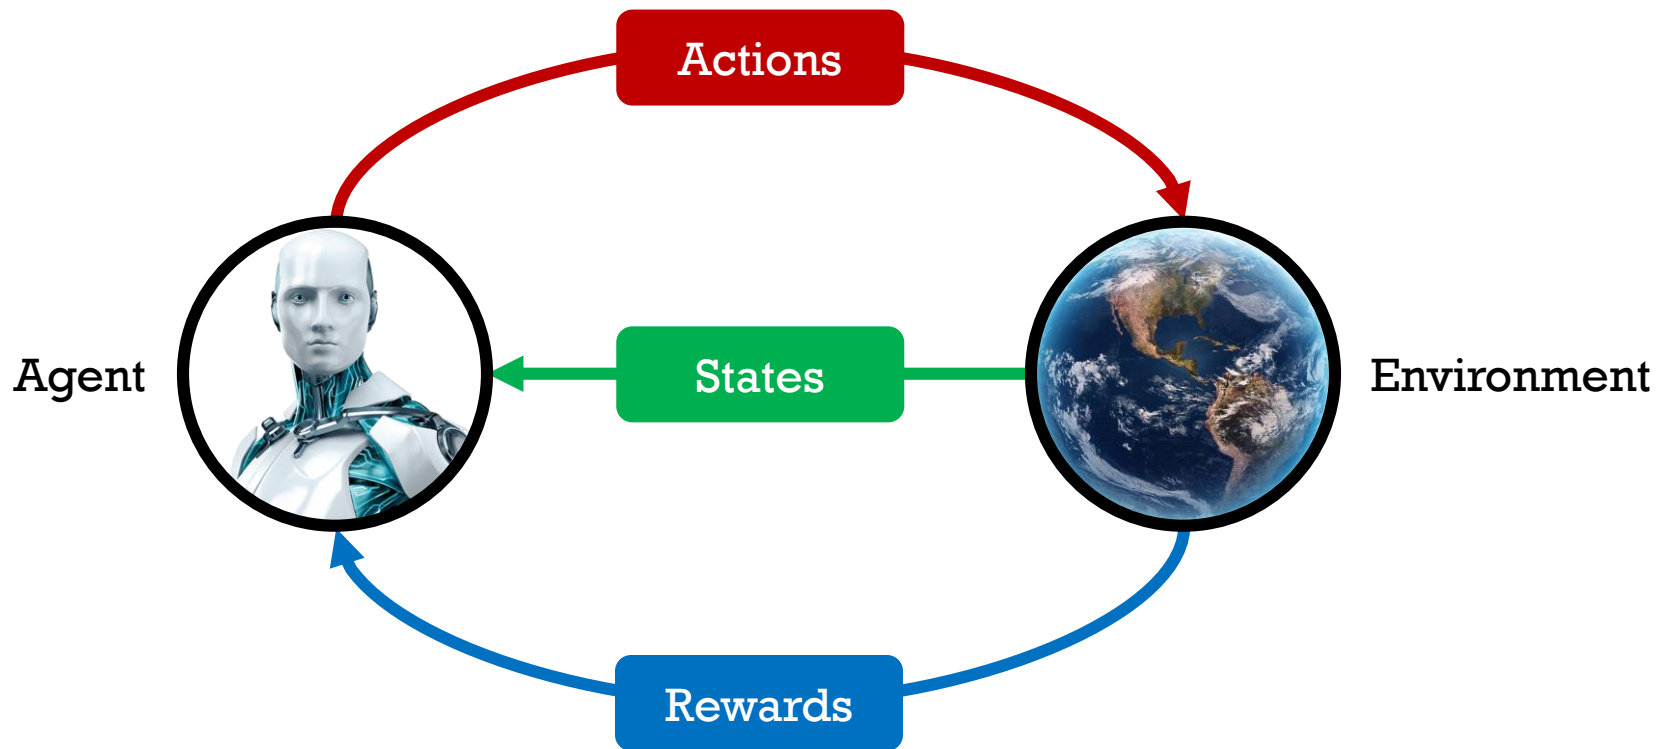 Actions
Agent
States
Environment
Rewards